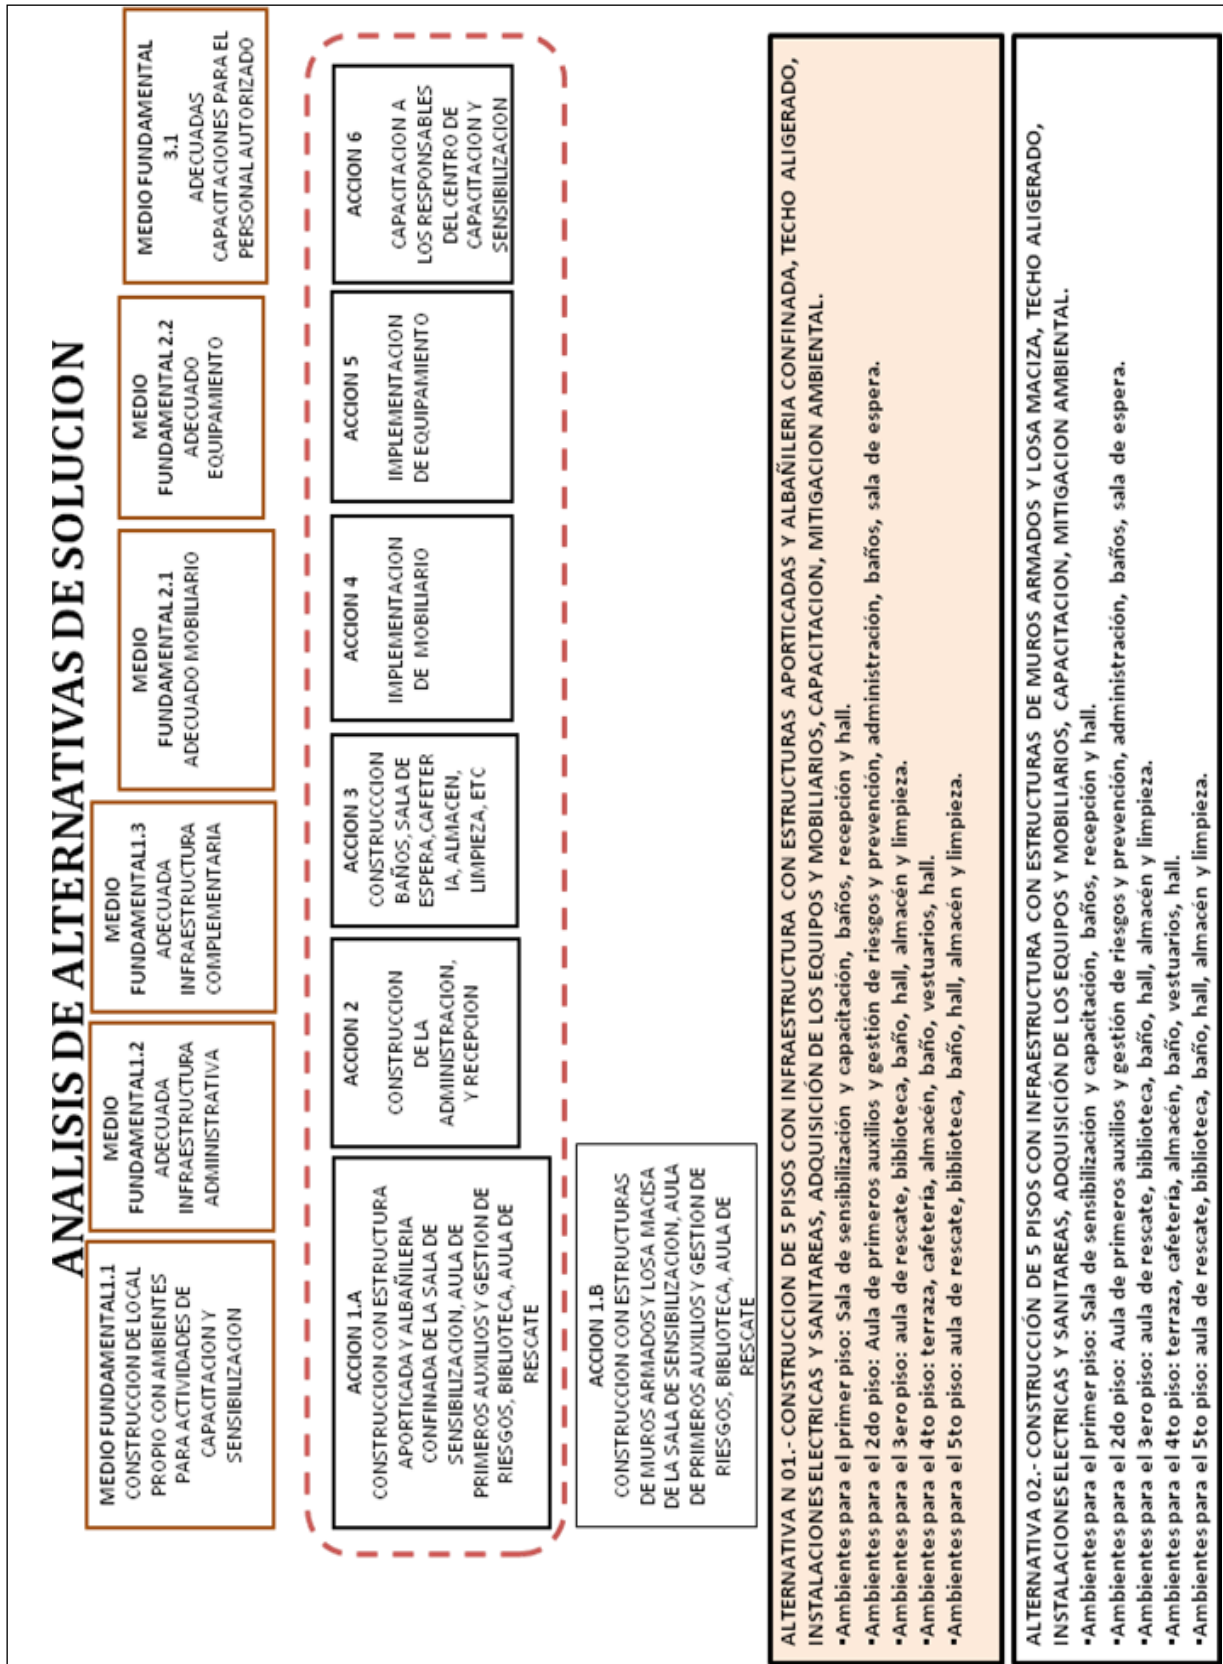 ANALISIS DE ALTERNATIVAS DE SOLUCION
MEDIO FUNDAMENTAL1.1
CONSTRUCCION DE LOCAL
PROPIO CON AMBIENTES
PARA ACTIVIDADES DE
CAPACITACION Y
SENSIBILIZACION
MEDIO
FUNDAMENTAL1.2
ADECUADA
INFRAESTRUCTURA
ADMINISTRATIVA
MEDIO
FUNDAMENTAL1.3
ADECUADA
INFRAESTRUCTURA
COMPLEMENTARIA
MEDIO
FUNDAMENTAL 2.1
ADECUADO MOBILIARIO
MEDIO
FUNDAMENTAL 2.2
ADECUADO
EQUIPAMIENTO
MEDIO FUNDAMENTAL
3.1
ADECUADAS
CAPACITACIONES PARA EL
PERSONAL AUTORIZADO
ACCION 1.A
CONSTRUCCION CON ESTRUCTURA
APORTICADA Y ALBAÑILERIA
CONFINADA DE LA SALA DE
SENSIBILIZACION, AULA DE
PRIMEROS AUXILIOS Y GESTION DE
RIESGOS, BIBLIOTECA, AULA DE
RESCATE
ACCION 2
CONSTRUCCION
DE LA
ADMINISTRACION,
Y RECEPCION
ACCION 3
CONSTRUCCCION
BAÑOS, SALA DE
ESPERA,CAFETER
IA, ALMACEN,
LIMPIEZA, ETC
ACCION 4
IMPLEMENTACION
DE MOBILIARIO
ACCION 5
IMPLEMENTACION
DE EQUIPAMIENTO
ACCION 6
CAPACITACION A
LOS RESPONSABLES
DEL CENTRO DE
CAPACITACION Y
SENSIBILIZACION
ACCION 1.B
CONSTRUCCION CON ESTRUCTURAS
DE MUROS ARMADOS Y LOSA MACISA
DE LA SALA DE SENSIBILIZACION, AULA
DE PRIMEROS AUXILIOS Y GESTION DE
RIESGOS, BIBLIOTECA, AULA DE
RESCATE
ALTERNATIVA N 01.- CONSTRUCCION DE 5 PISOS CON INFRAESTRUCTURA CON ESTRUCTURAS APORTICADAS Y ALBAÑILERIA CONFINADA, TECHO ALIGERADO,
INSTALACIONES ELECTRICAS Y SANITAREAS, ADQUISICIÓN DE LOS EQUIPOS Y MOBILIARIOS, CAPACITACION, MITIGACION AMBIENTAL.
▪Ambientes para el primer piso: Sala de sensibilización y capacitación, baños, recepción y hall.
▪Ambientes para el 2do piso: Aula de primeros auxilios y gestión de riesgos y prevención, administración, baños, sala de espera.
▪Ambientes para el 3ero piso: aula de rescate, biblioteca, baño, hall, almacén y limpieza.
▪Ambientes para el 4to piso: terraza, cafetería, almacén, baño, vestuarios, hall.
▪Ambientes para el 5to piso: aula de rescate, biblioteca, baño, hall, almacén y limpieza.
ALTERNATIVA 02.- CONSTRUCCIÓN DE 5 PISOS CON INFRAESTRUCTURA CON ESTRUCTURAS DE MUROS ARMADOS Y LOSA MACIZA, TECHO ALIGERADO,
INSTALACIONES ELECTRICAS Y SANITAREAS, ADQUISICIÓN DE LOS EQUIPOS Y MOBILIARIOS, CAPACITACION, MITIGACION AMBIENTAL.
▪Ambientes para el primer piso: Sala de sensibilización y capacitación, baños, recepción y hall.
▪Ambientes para el 2do piso: Aula de primeros auxilios y gestión de riesgos y prevención, administración, baños, sala de espera.
▪Ambientes para el 3ero piso: aula de rescate, biblioteca, baño, hall, almacén y limpieza.
▪Ambientes para el 4to piso: terraza, cafetería, almacén, baño, vestuarios, hall.
▪Ambientes para el 5to piso: aula de rescate, biblioteca, baño, hall, almacén y limpieza.